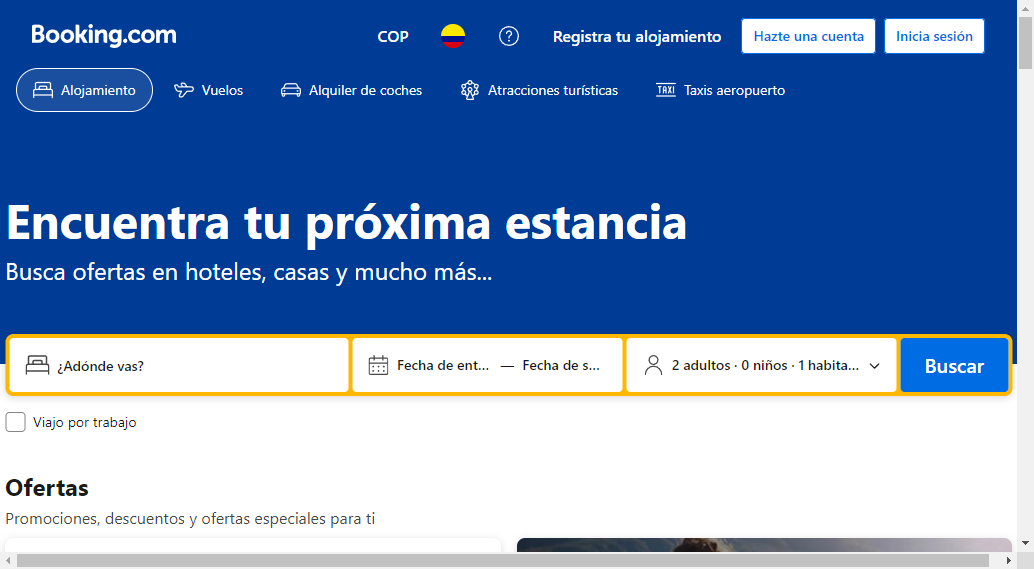 Booking.com
COP
Registra tu alojamiento
Hazte una cuenta
Inicia sesión
Alojamiento
Vuelos
Alquiler de coches
Atracciones turísticas
TAXI Taxis aeropuerto
Encuentra tu próxima estancia
Busca ofertas en hoteles, casas y mucho más...
¿Adónde vas?
Fecha de ent... — Fecha de s...
2 adultos · 0 niños · 1 habita...
Buscar
Viajo por trabajo
Ofertas
Promociones, descuentos y ofertas especiales para ti